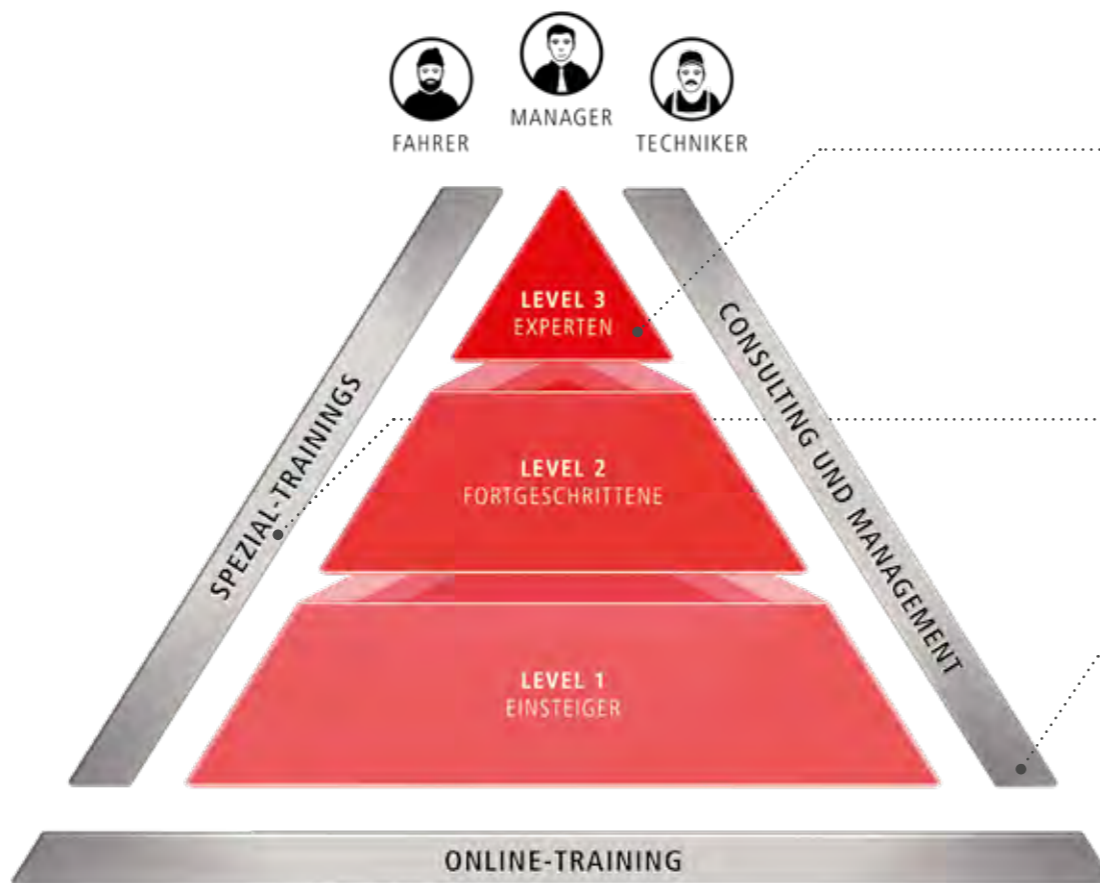 FAHRER
MANAGER
TECHNIKER
LEVEL 3
EXPERTEN
SPEZIAL-TRAININGS
CONSULTING UND MANAGEMENT
LEVEL 2
FORTGESCHRITTENE
LEVEL 1
EINSTEIGER
ONLINE-TRAINING